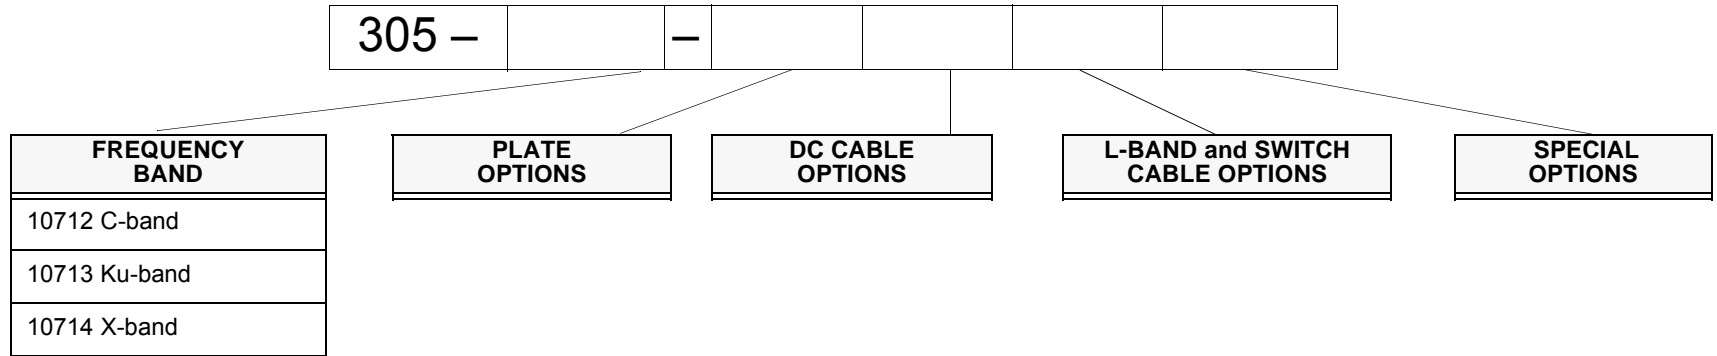 305 –
–
FREQUENCY
BAND
PLATE
OPTIONS
DC CABLE
OPTIONS
L-BAND and SWITCH
CABLE OPTIONS
SPECIAL
OPTIONS
10712 C-band
10713 Ku-band
10714 X-band